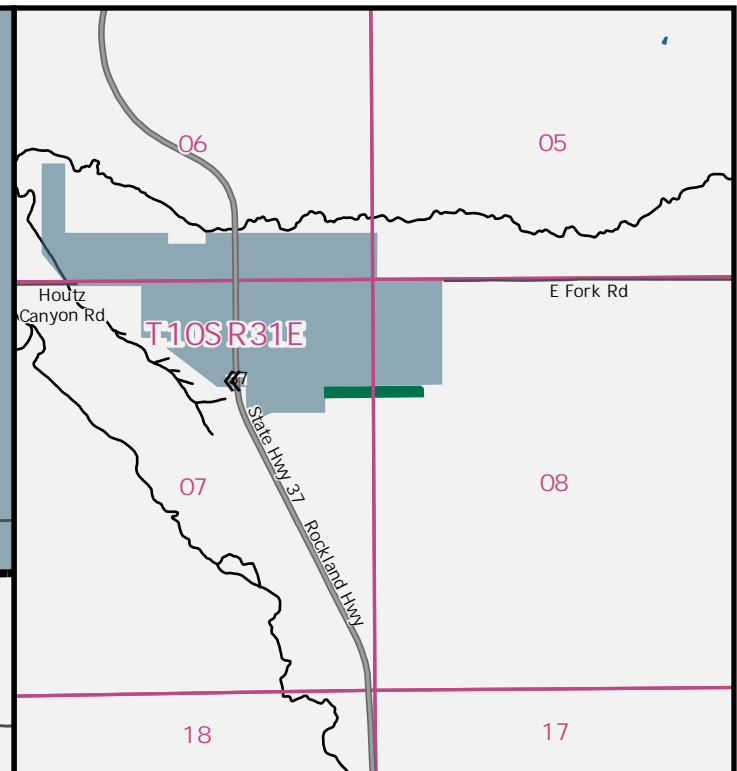 06
05
Houtz
Canyon Rd
E Fork Rd
T10S R31E
State Hwy 37
Rockland Hwy
07
08
18
17